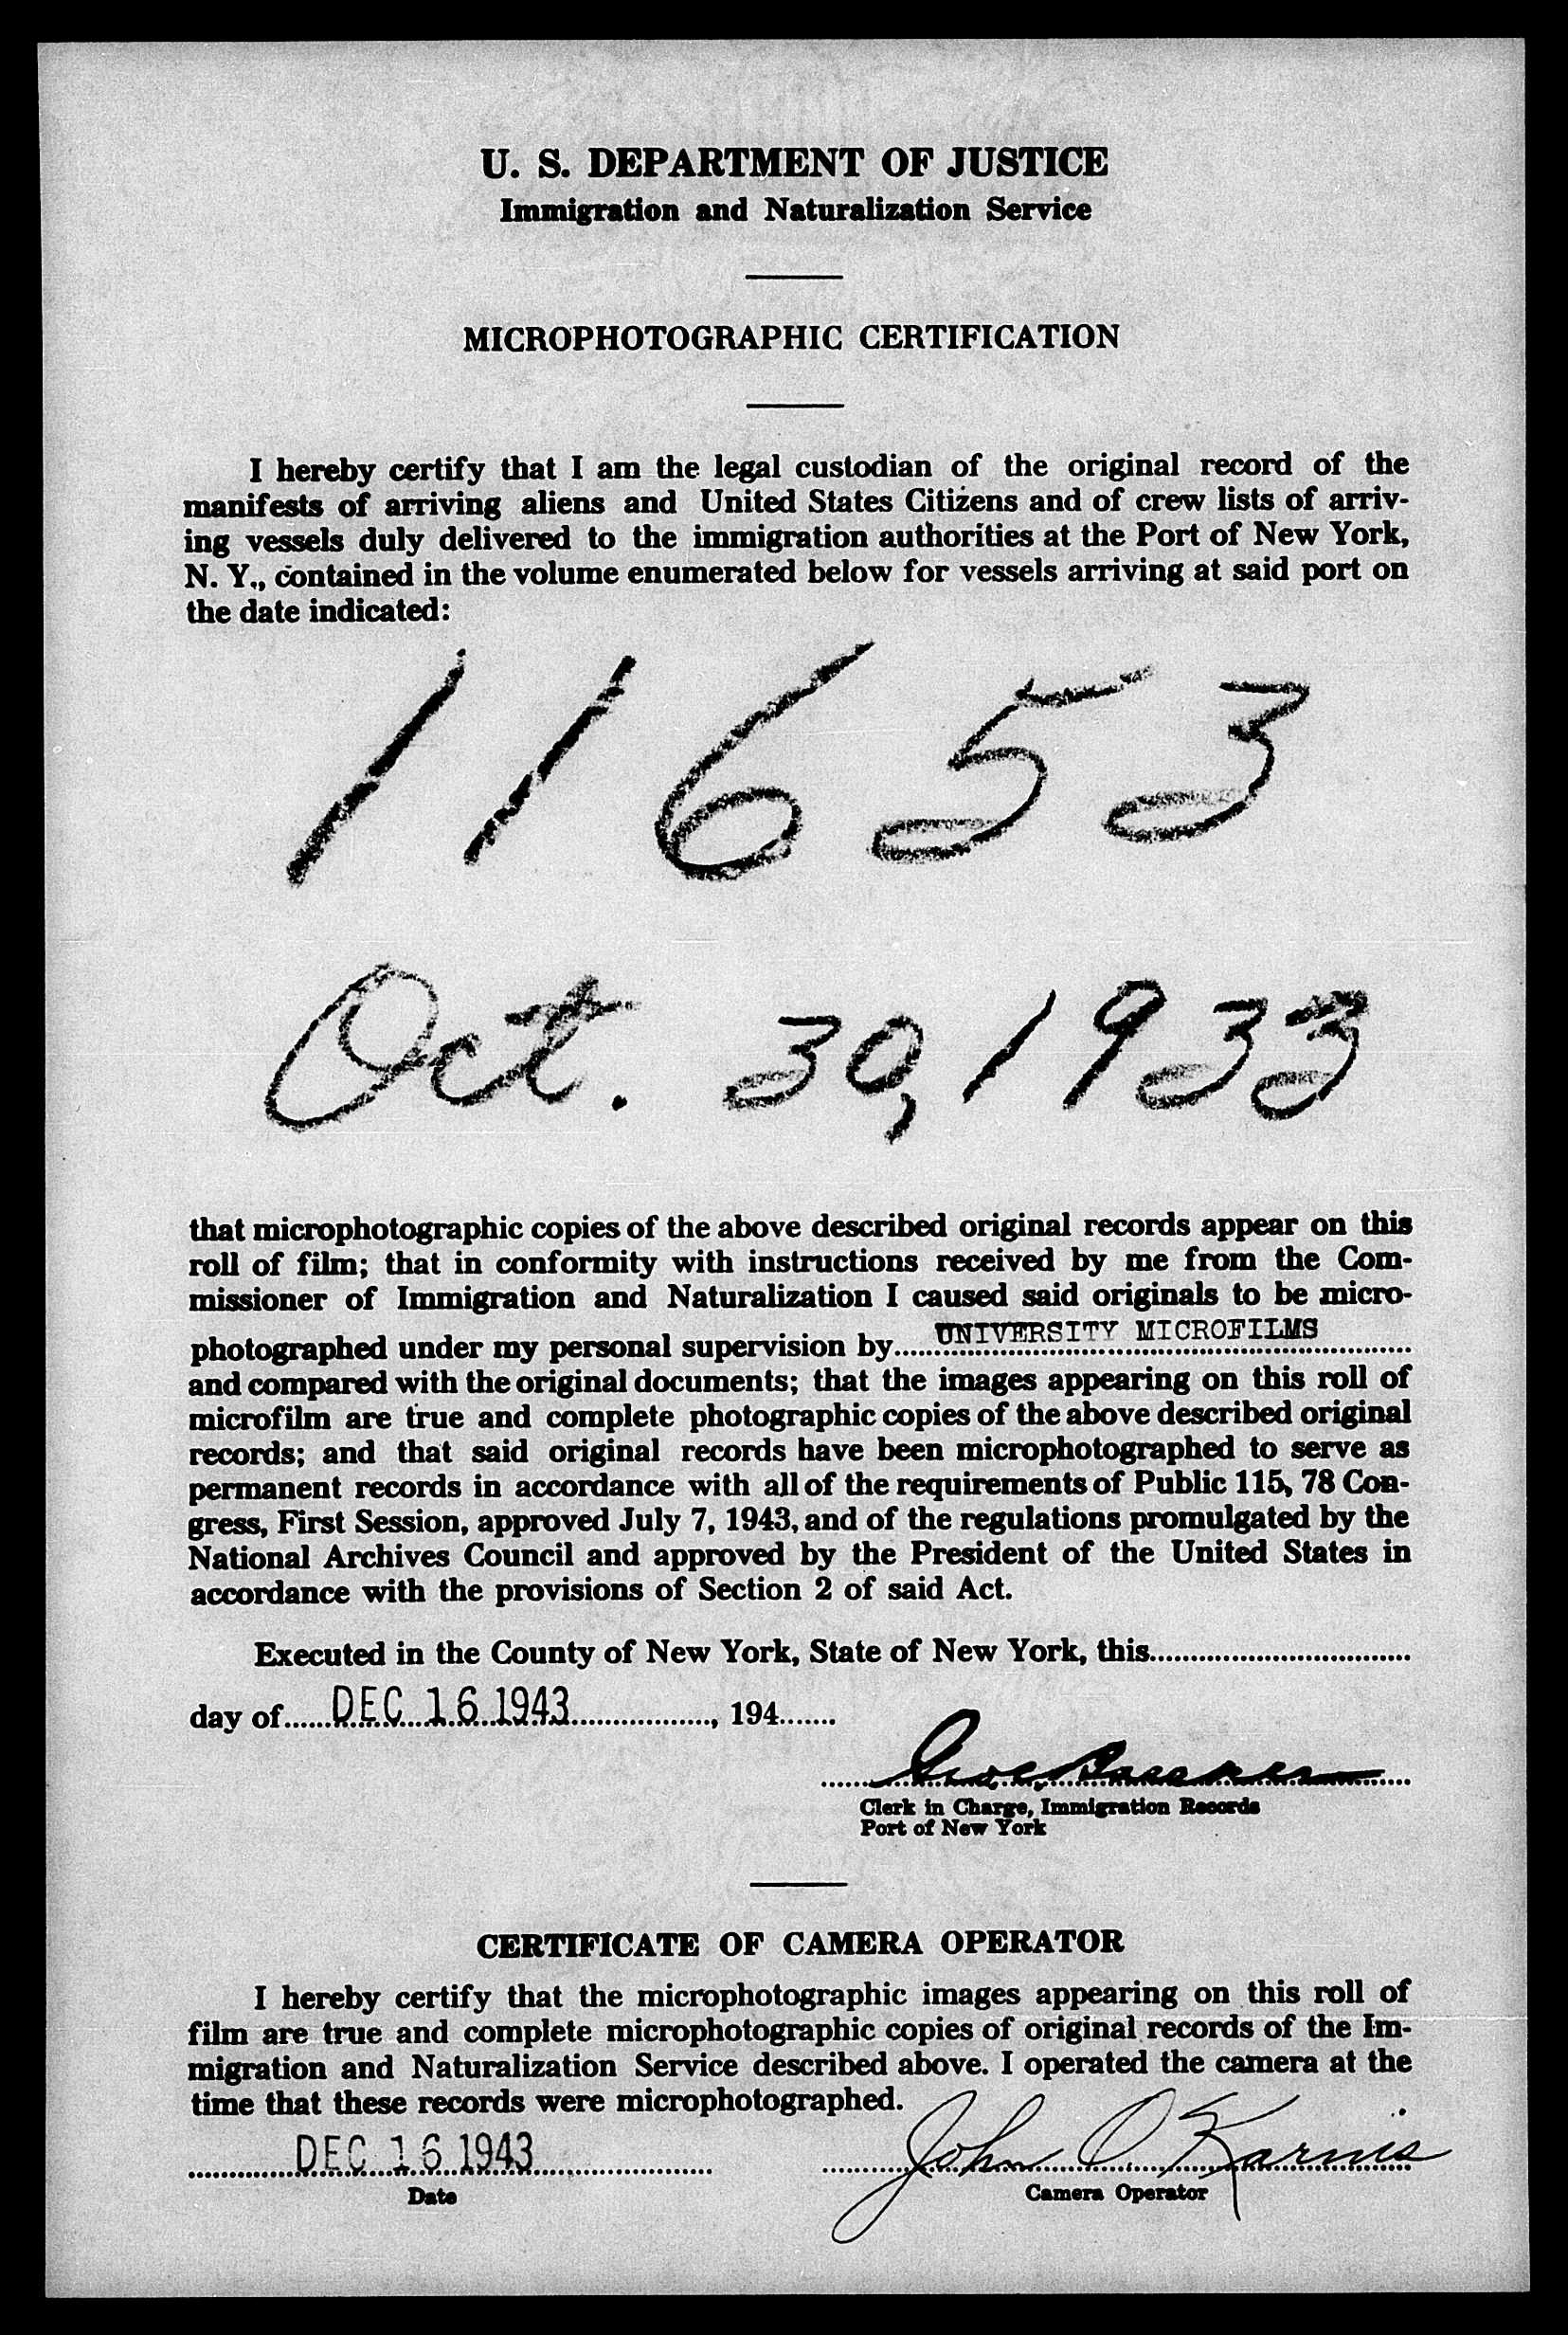 U. S. DEPARTMENT OF JUSTICE
Immigration and Naturalization Service
MICROPHOTOGRAPHIC CERTIFICATION
I hereby certify that I am the legal custodian of the original record of the
manifests of arriving aliens and United States Citizens and of crew lists of arriv-
ing vessels duly delivered to the immigration authorities at the Port of New York,
N. Y., contained in the volume enumerated below for vessels arriving at said port on
the date indicated:
11653
Oct. 30, 1933
that microphotographic copies of the above described original records appear on this
roll of film; that in conformity with instructions received by me from the Com-
missioner of Immigration and Naturalization I caused said originals to be micro-
photographed under my personal supervision by UNIVERSITY MICROFILMS
and compared with the original documents; that the images appearing on this roll of
microfilm are true and complete photographic copies of the above described original
records; and that said original records have been microphotographed to serve as
permanent records in accordance with all of the requirements of Public 115, 78 Con-
gress, First Session, approved July 7, 1943, and of the regulations promulgated by the
National Archives Council and approved by the President of the United States in
accordance with the provisions of Section 2 of said Act.
Executed in the County of New York, State of New York, this
day of DEC 16 1943, 194
Clerk in Charge, Immigration Records
Port of New York
CERTIFICATE OF CAMERA OPERATOR
I hereby certify that the microphotographic images appearing on this roll of
film are true and complete microphotographic copies of original records of the Im-
migration and Naturalization Service described above. I operated the camera at the
time that these records were microphotographed.
DEC 16 1943 John O Karnis
Date Camera Operator